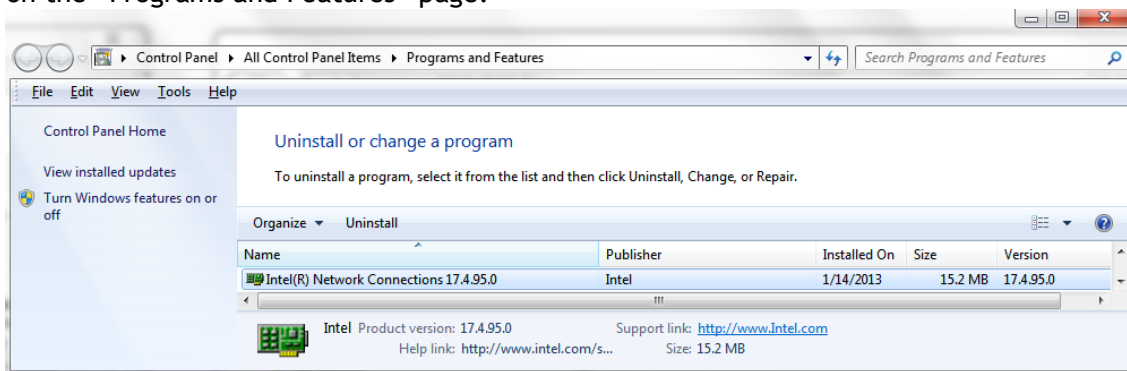 on the "Programs and Features" page.
Control Panel ▸ All Control Panel Items ▸ Programs and Features
Search Programs and Features
File Edit View Tools Help
Control Panel Home
View installed updates
Turn Windows features on or
off
Uninstall or change a program
To uninstall a program, select it from the list and then click Uninstall, Change, or Repair.
Organize Uninstall
Name Publisher Installed On Size Version
Intel(R) Network Connections 17.4.95.0 Intel 1/14/2013 15.2 MB 17.4.95.0
Intel Product version: 17.4.95.0 Support link: http://www.Intel.com
Help link: http://www.intel.com/s... Size: 15.2 MB